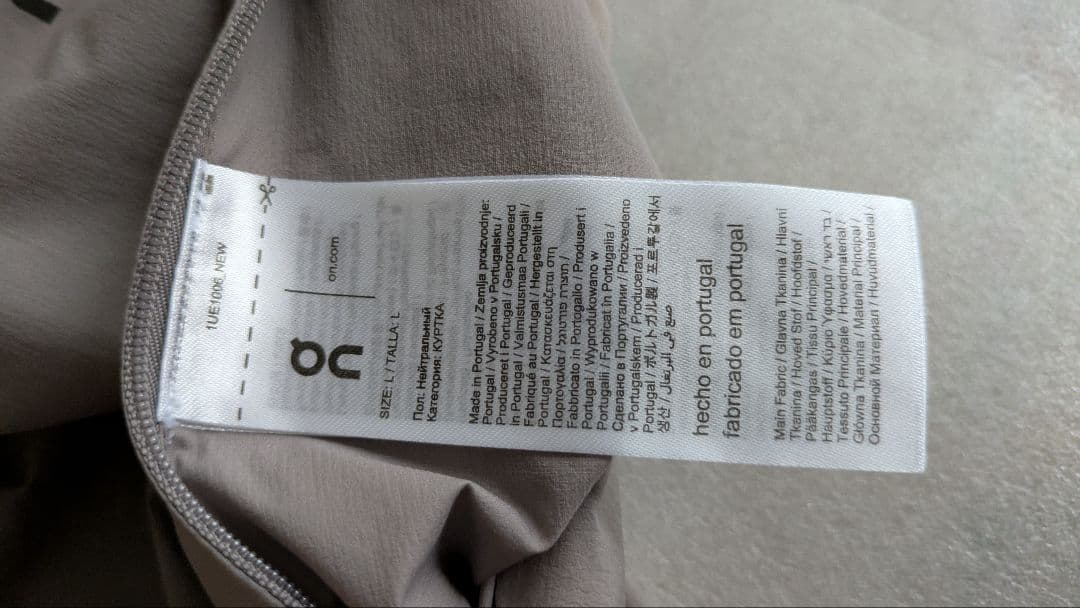 1UE1006_NEW
on
on.com
SIZE: L / TALLA: L
Пол: Нейтральный
Категория: КУРТКА
Made in Portugal / Zemlja proizvodnje:
Portugal / Vyrobeno v Portugalsku /
Produceret i Portugal / Geproduceerd
in Portugal / Valmistusmaa Portugali /
Fabriqué au Portugal / Hergestellt in
Portugal / Κατασκευάζεται στη
Πορτογαλία / תוצרת פורטוגל /
Fabbricato in Portogallo / Produsert i
Portugal / Wyprodukowano w
Portugalii / Fabricat în Portugalia /
Сделано в Португалии / Proizvedeno
v Portugalskem / Producerad i
Portugal / ポルトガル製 / 포르투갈에서
생산 / صنع في البرتغال
hecho en portugal
fabricado em portugal
Main Fabric / Glavna Tkanina / Hlavní
Tkanina / Hoved Stof / Hoofdstof /
Pääkangas / Tissu Principal /
Hauptstoff / Κύριο Ύφασμα / בד ראשי /
Tessuto Principale / Hovedmaterial /
Główna Tkanina / Material Principal /
Основной Материал / Huvudmaterial /